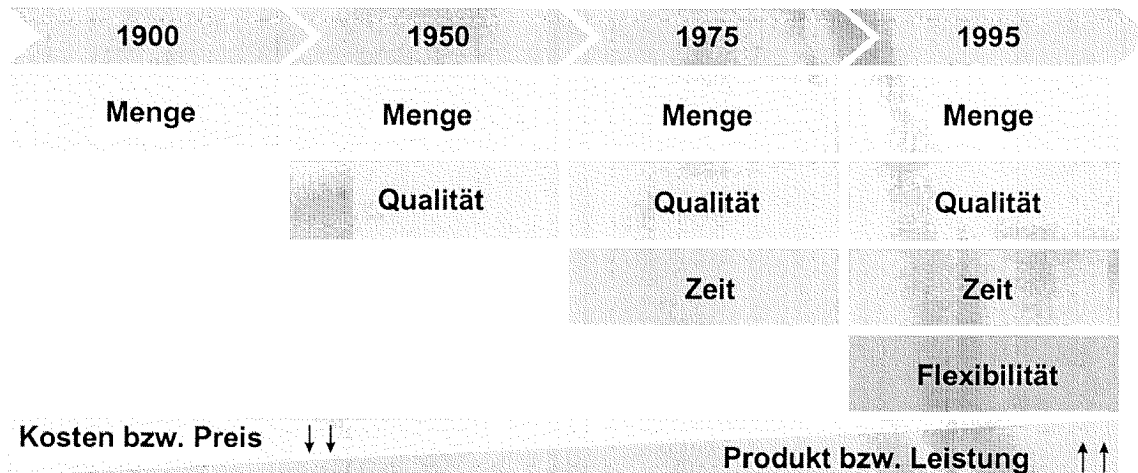 1900 1950 1975 1995
Menge Menge Menge Menge
Qualität Qualität Qualität
Zeit Zeit
Flexibilität
Kosten bzw. Preis ↓↓
Produkt bzw. Leistung ↑↑